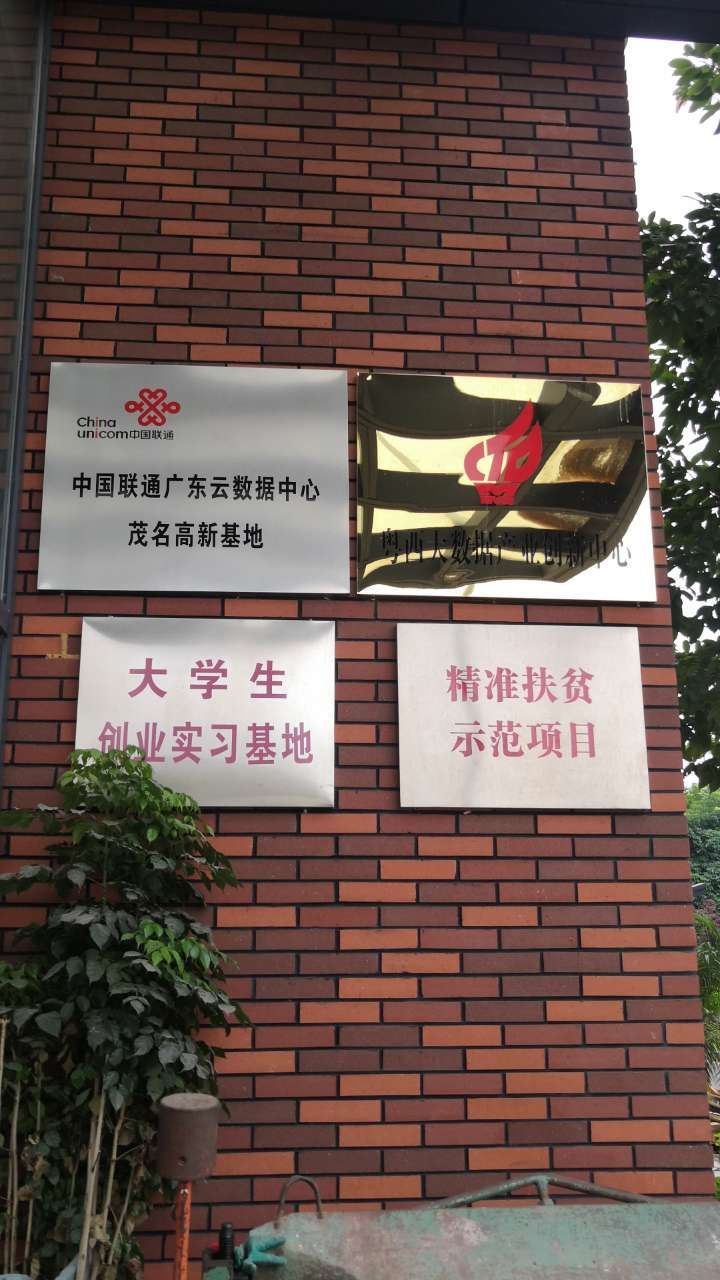 China
unicom中国联通
中国联通广东云数据中心
茂名高新基地
CTO
粤西大数据产业创新中心
大学生
创业实习基地
精准扶贫
示范项目